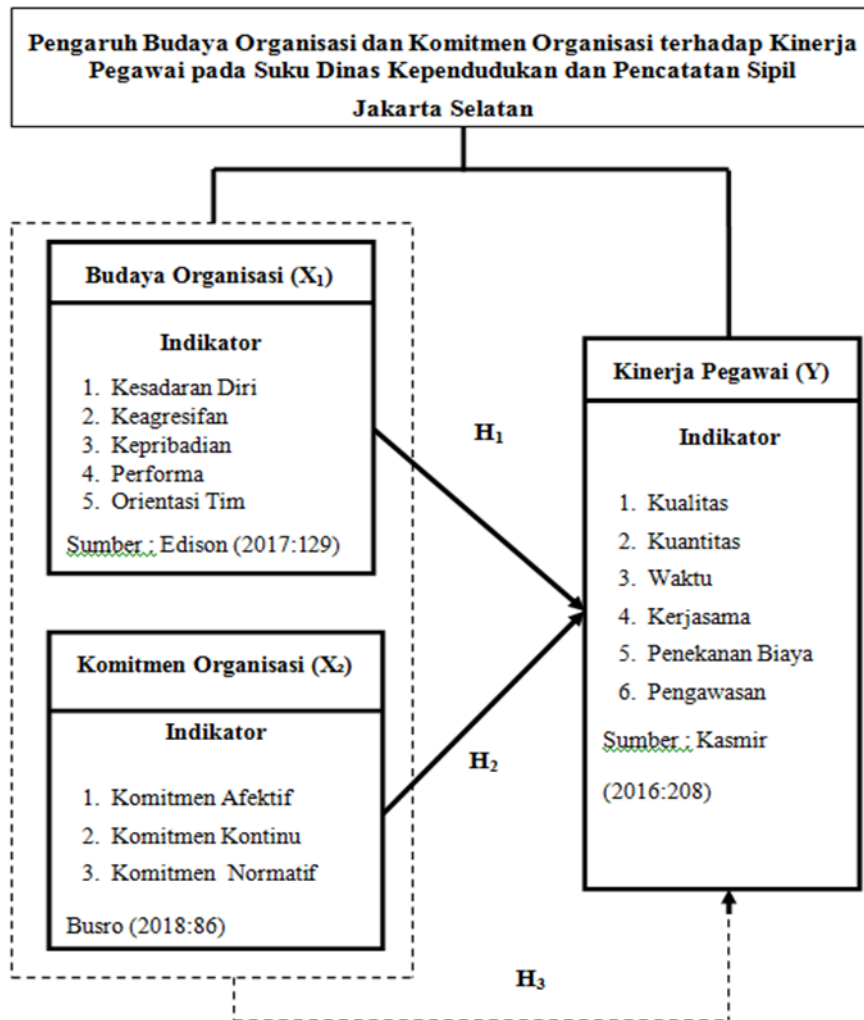 Pengaruh Budaya Organisasi dan Komitmen Organisasi terhadap Kinerja
Pegawai pada Suku Dinas Kependudukan dan Pencatatan Sipil
Jakarta Selatan
Budaya Organisasi (X₁)
Indikator
1. Kesadaran Diri
2. Keagresifan
3. Kepribadian
4. Performa
5. Orientasi Tim
Sumber : Edison (2017:129)
H₁
Komitmen Organisasi (X₂)
Indikator
1. Komitmen Afektif
2. Komitmen Kontinu
3. Komitmen Normatif
Busro (2018:86)
H₂
Kinerja Pegawai (Y)
Indikator
1. Kualitas
2. Kuantitas
3. Waktu
4. Kerjasama
5. Penekanan Biaya
6. Pengawasan
Sumber : Kasmir
(2016:208)
H₃